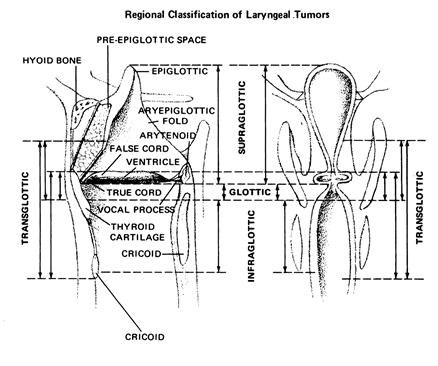 Regional Classification of Laryngeal Tumors
PRE-EPIGLOTTIC SPACE
HYOID BONE
EPIGLOTTIC
ARYEPIGLOTTIC
FOLD
ARYTENOID
FALSE CORD
VENTRICLE
TRUE CORD
VOCAL PROCESS
THYROID
CARTILAGE
CRICOID
CRICOID
TRANSGLOTTIC
SUPRAGLOTTIC
GLOTTIC
INFRAGLOTTIC
TRANSGLOTTIC